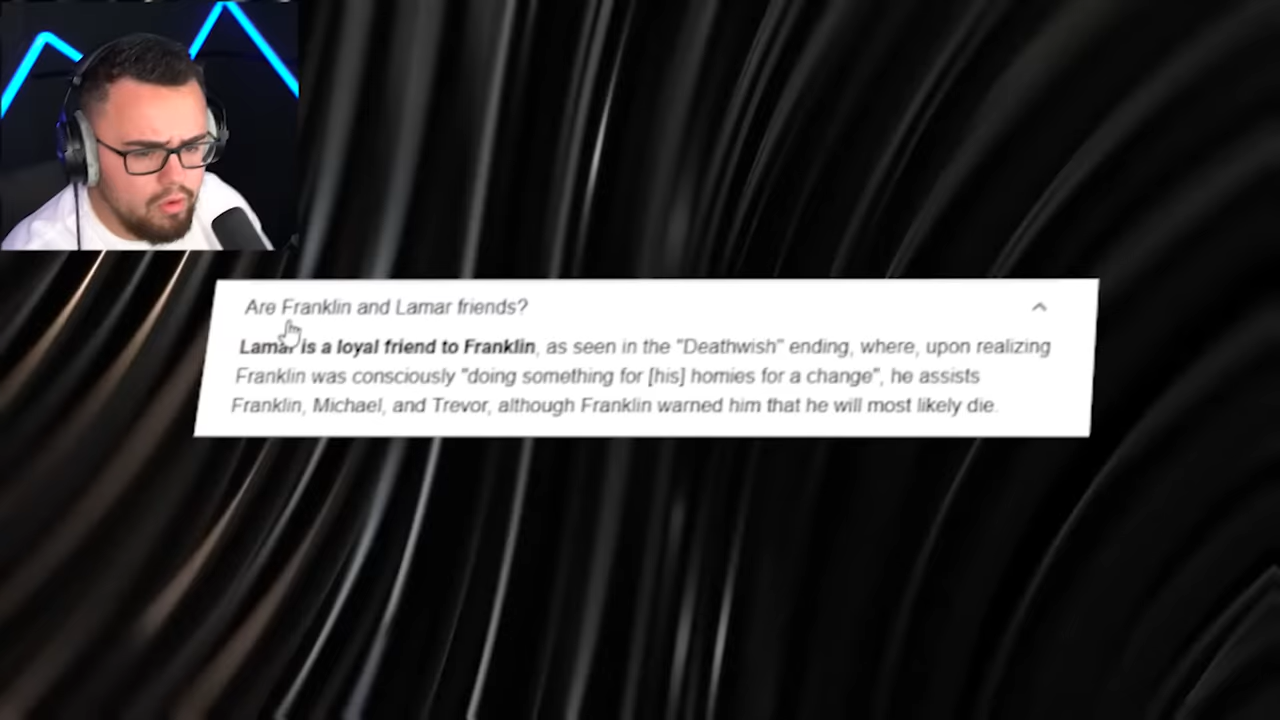 Are Franklin and Lamar friends?
Lamar is a loyal friend to Franklin, as seen in the "Deathwish" ending, where, upon realizing
Franklin was consciously "doing something for [his] homies for a change", he assists
Franklin, Michael, and Trevor, although Franklin warned him that he will most likely die.